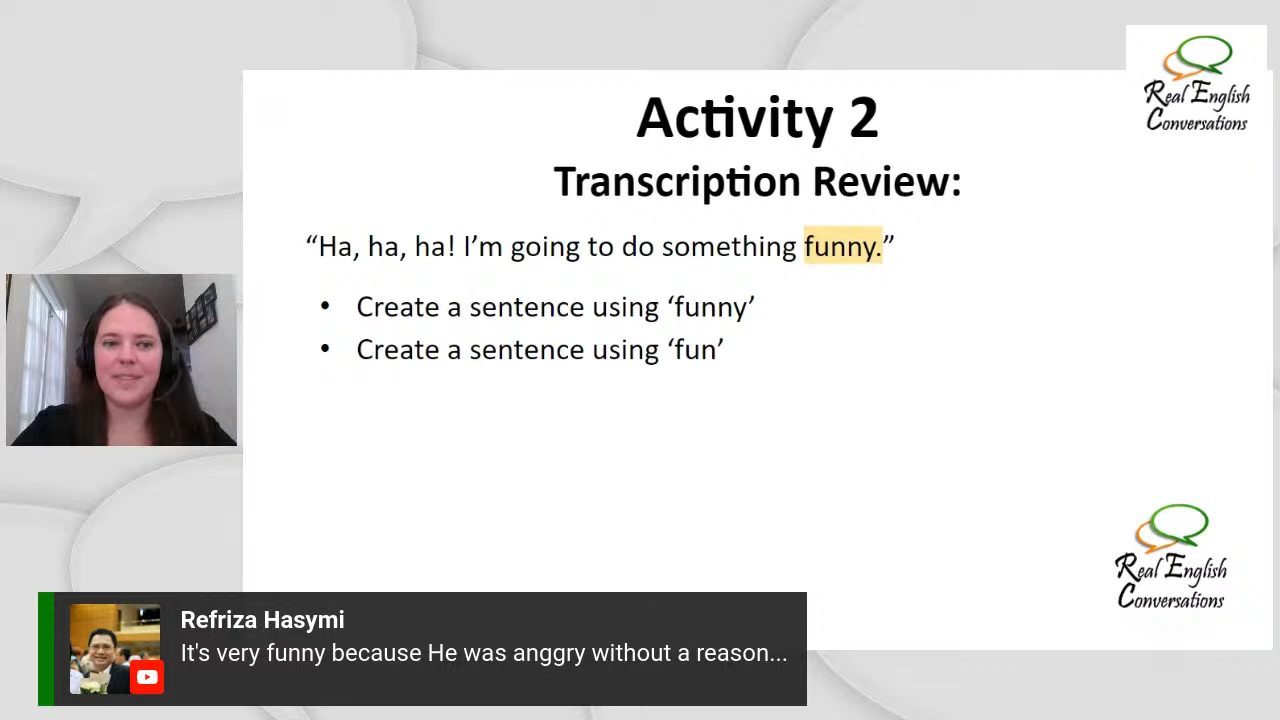 Real English
Conversations
Activity 2
Transcription Review:
“Ha, ha, ha! I’m going to do something funny.”
• Create a sentence using ‘funny’
• Create a sentence using ‘fun’
Real English
Conversations
Refriza Hasymi
It's very funny because He was anggry without a reason...